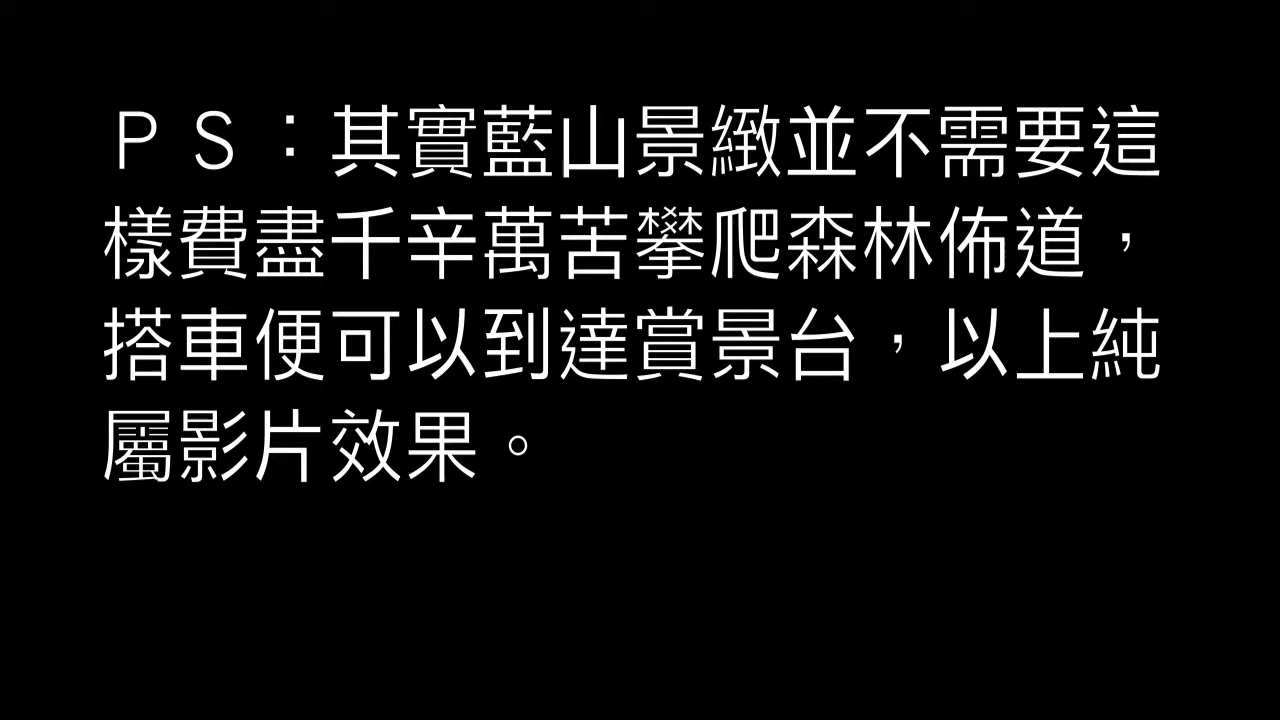 ＰＳ：其實藍山景緻並不需要這
樣費盡千辛萬苦攀爬森林佈道，
搭車便可以到達賞景台，以上純
屬影片效果。